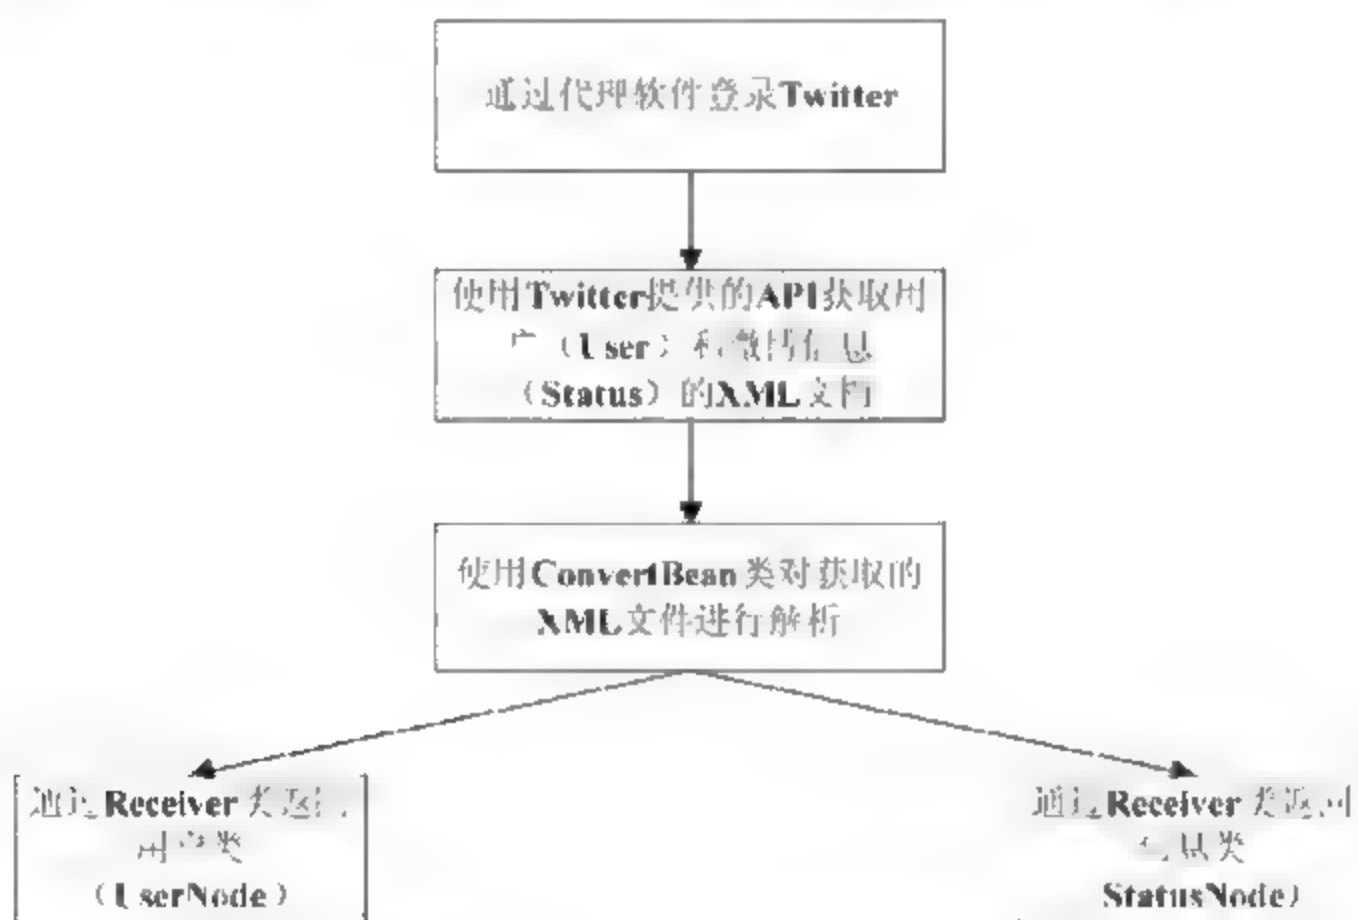 通过代理软件登录Twitter
使用Twitter提供的API获取用
户（User）和微博信息
（Status）的XML文档
使用ConvertBean类对获取的
XML文件进行解析
通过Receiver类返回
用户类
（UserNode）
通过Receiver类返回
信息类
StatusNode）